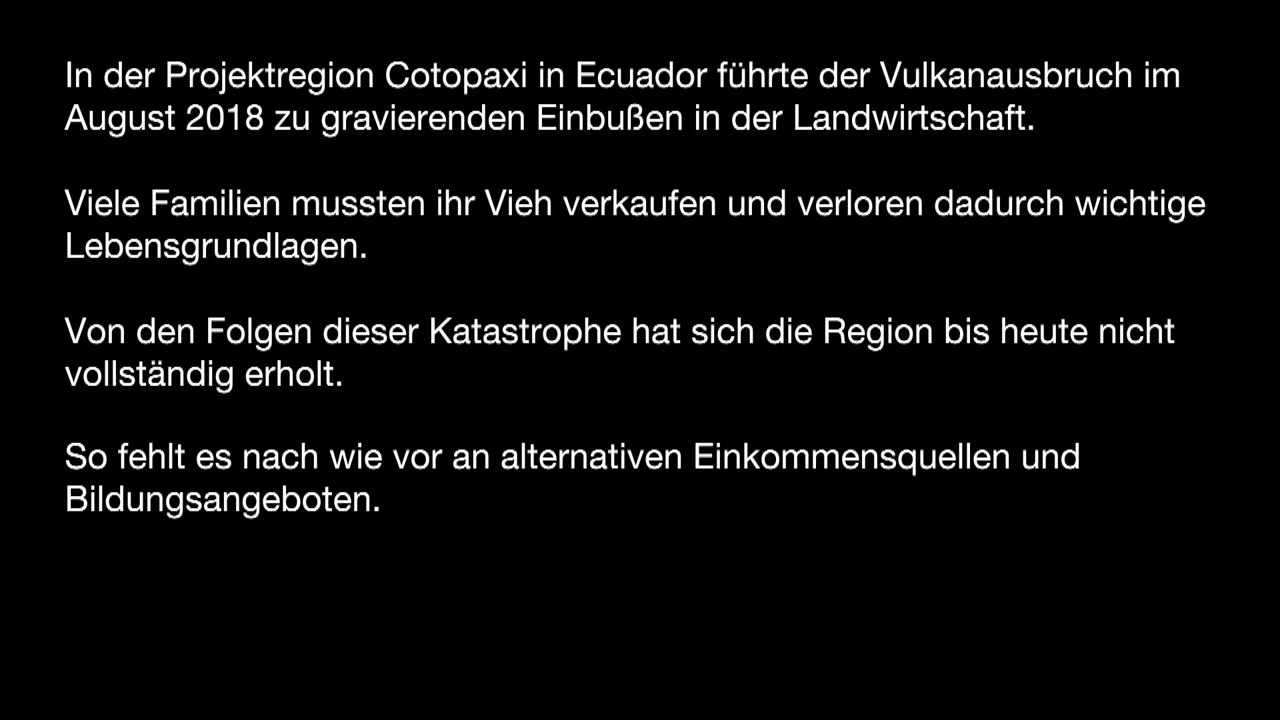 In der Projektregion Cotopaxi in Ecuador führte der Vulkanausbruch im
August 2018 zu gravierenden Einbußen in der Landwirtschaft.
Viele Familien mussten ihr Vieh verkaufen und verloren dadurch wichtige
Lebensgrundlagen.
Von den Folgen dieser Katastrophe hat sich die Region bis heute nicht
vollständig erholt.
So fehlt es nach wie vor an alternativen Einkommensquellen und
Bildungsangeboten.